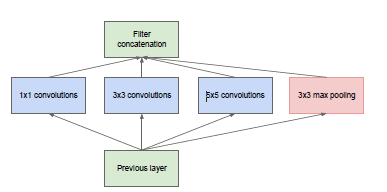 Filter
concatenation
1x1 convolutions
3x3 convolutions
5x5 convolutions
3x3 max pooling
Previous layer